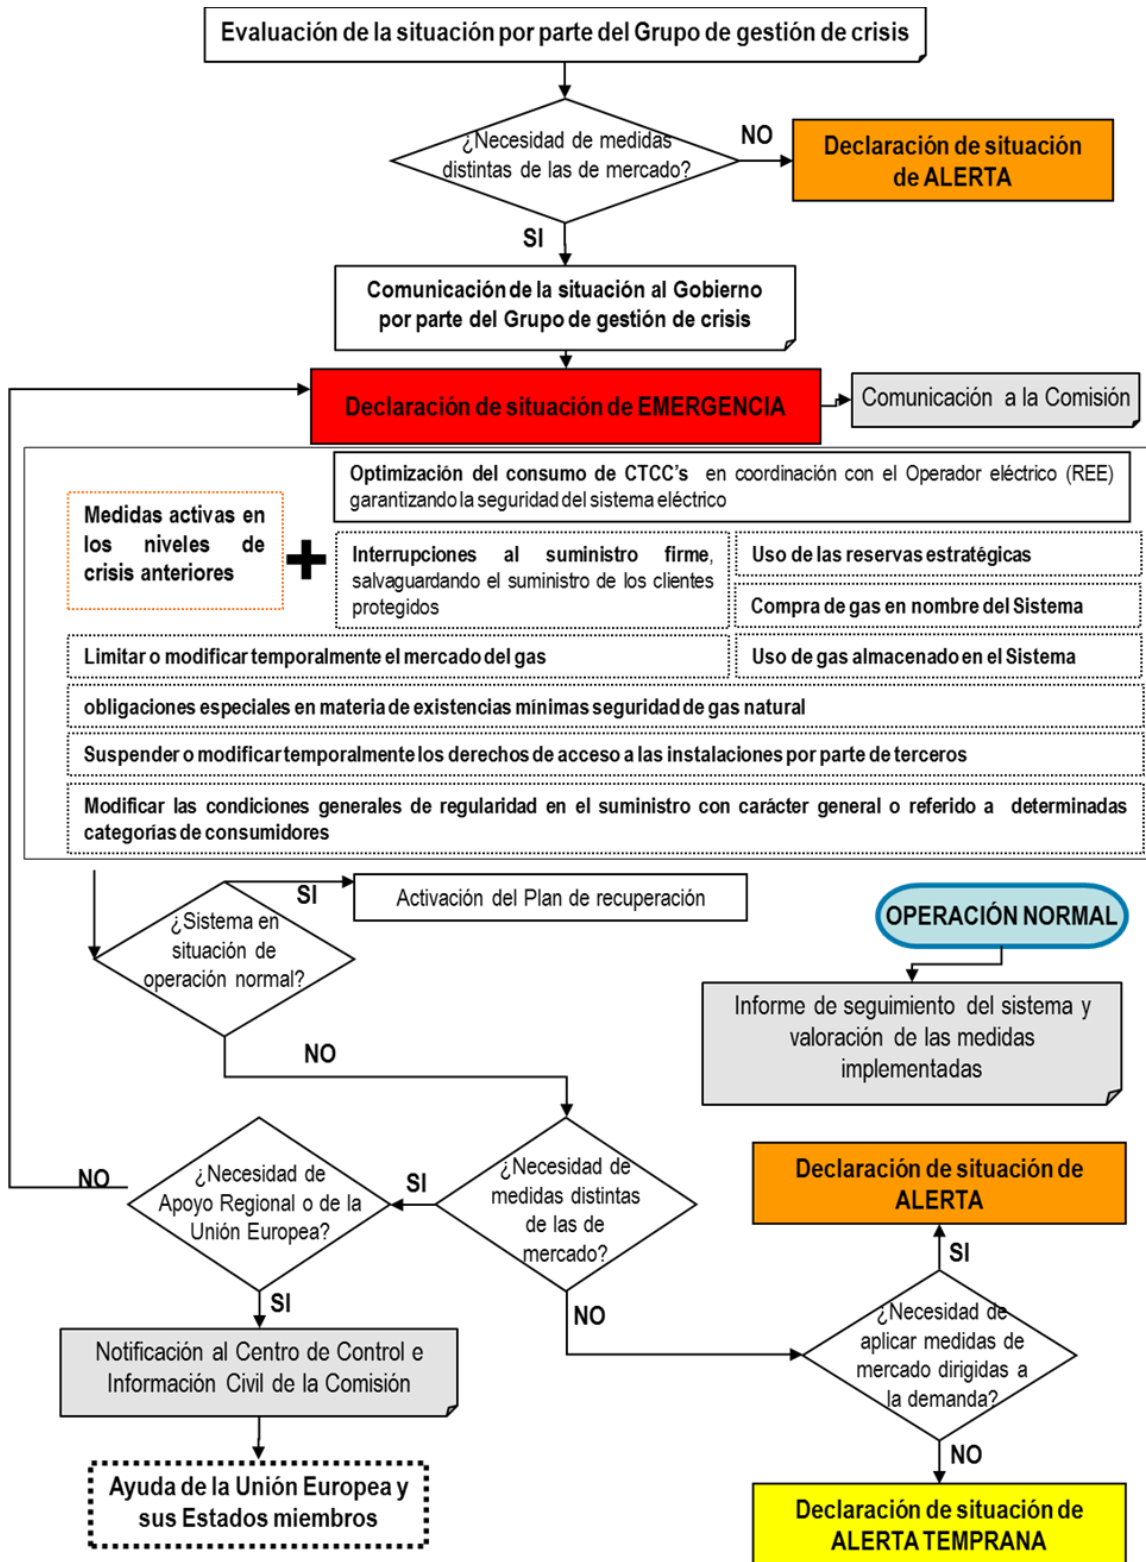 Evaluación de la situación por parte del Grupo de gestión de crisis
¿Necesidad de medidas
distintas de las de mercado?
NO
Declaración de situación
de ALERTA
SI
Comunicación de la situación al Gobierno
por parte del Grupo de gestión de crisis
Declaración de situación de EMERGENCIA
Comunicación a la Comisión
Optimización del consumo de CTCC's en coordinación con el Operador eléctrico (REE)
garantizando la seguridad del sistema eléctrico
Medidas activas en
los niveles de
crisis anteriores
Interrupciones al suministro firme,
salvaguardando el suministro de los clientes
protegidos
Uso de las reservas estratégicas
Compra de gas en nombre del Sistema
Limitar o modificar temporalmente el mercado del gas
Uso de gas almacenado en el Sistema
obligaciones especiales en materia de existencias mínimas seguridad de gas natural
Suspender o modificar temporalmente los derechos de acceso a las instalaciones por parte de terceros
Modificar las condiciones generales de regularidad en el suministro con carácter general o referido a determinadas
categorías de consumidores
¿Sistema en
situación de
operación normal?
SI
Activación del Plan de recuperación
OPERACIÓN NORMAL
Informe de seguimiento del sistema y
valoración de las medidas
implementadas
NO
¿Necesidad de
medidas distintas
de las de
mercado?
SI
¿Necesidad de
Apoyo Regional o de la
Unión Europea?
NO
Declaración de situación de
ALERTA
SI
NO
¿Necesidad de
aplicar medidas de
mercado dirigidas a
la demanda?
SI
Notificación al Centro de Control e
Información Civil de la Comisión
NO
Ayuda de la Unión Europea y
sus Estados miembros
Declaración de situación de
ALERTA TEMPRANA